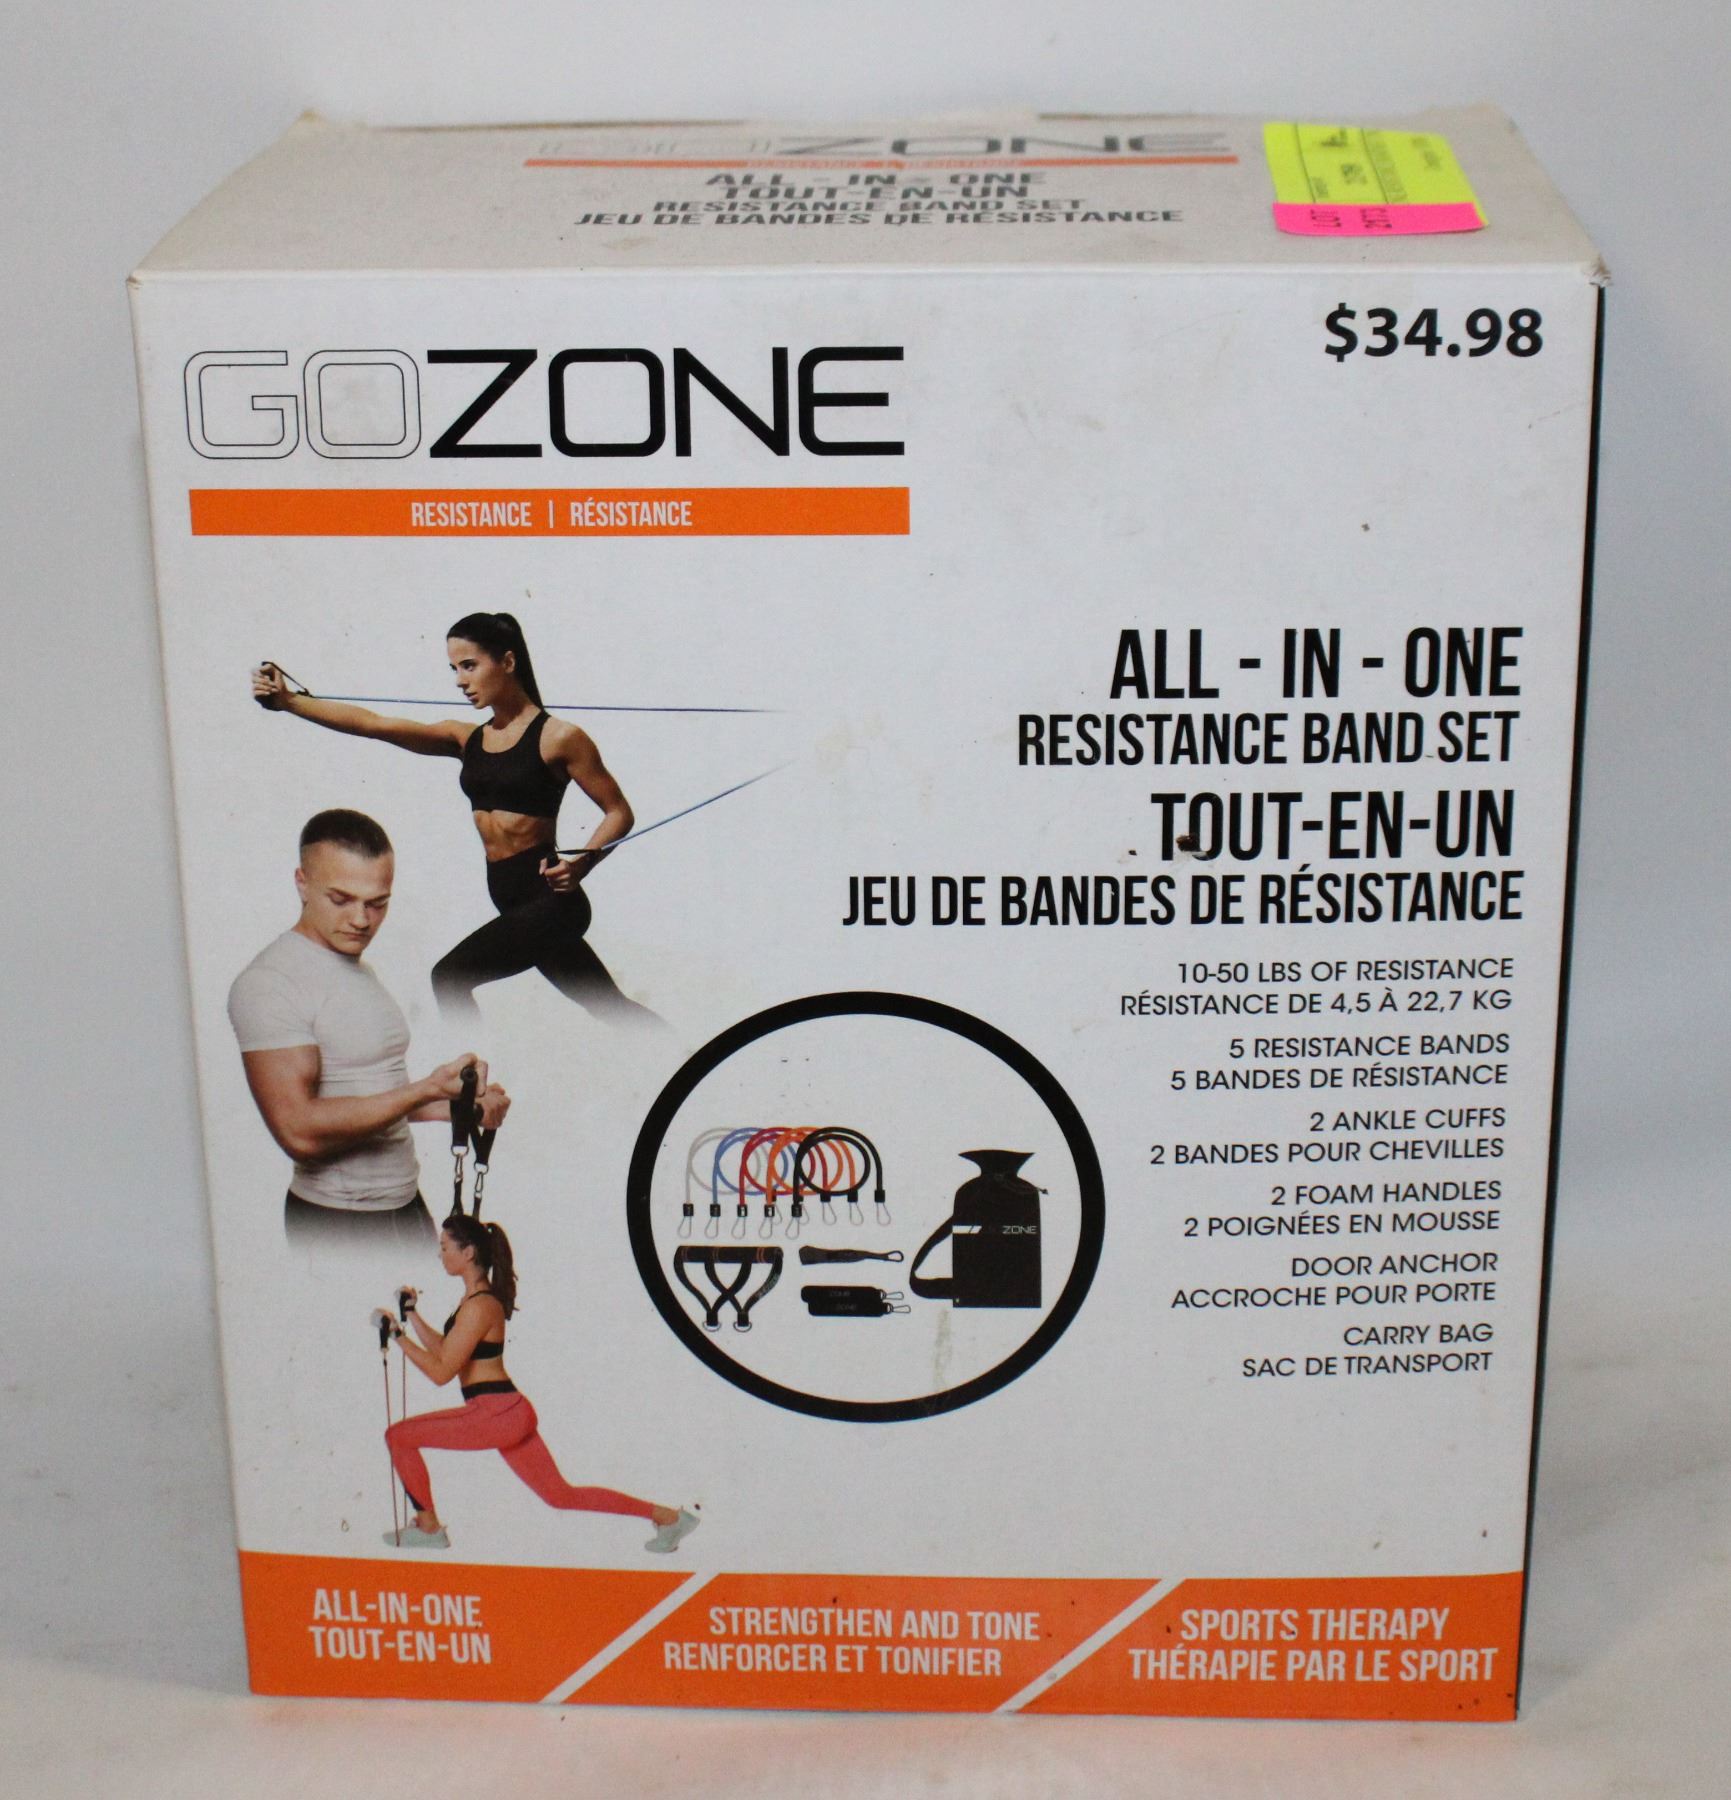 GOZONE
RESISTANCE | RÉSISTANCE
ALL - IN - ONE
TOUT-EN-UN
RESISTANCE BAND SET
JEU DE BANDES DE RÉSISTANCE
LOT
$34.98
GOZONE
RESISTANCE | RÉSISTANCE
ALL - IN - ONE
RESISTANCE BAND SET
TOUT-EN-UN
JEU DE BANDES DE RÉSISTANCE
10-50 LBS OF RESISTANCE
RÉSISTANCE DE 4,5 À 22,7 KG
5 RESISTANCE BANDS
5 BANDES DE RÉSISTANCE
2 ANKLE CUFFS
2 BANDES POUR CHEVILLES
2 FOAM HANDLES
2 POIGNÉES EN MOUSSE
DOOR ANCHOR
ACCROCHE POUR PORTE
CARRY BAG
SAC DE TRANSPORT
ZONE
ALL-IN-ONE
TOUT-EN-UN
STRENGTHEN AND TONE
RENFORCER ET TONIFIER
SPORTS THERAPY
THÉRAPIE PAR LE SPORT